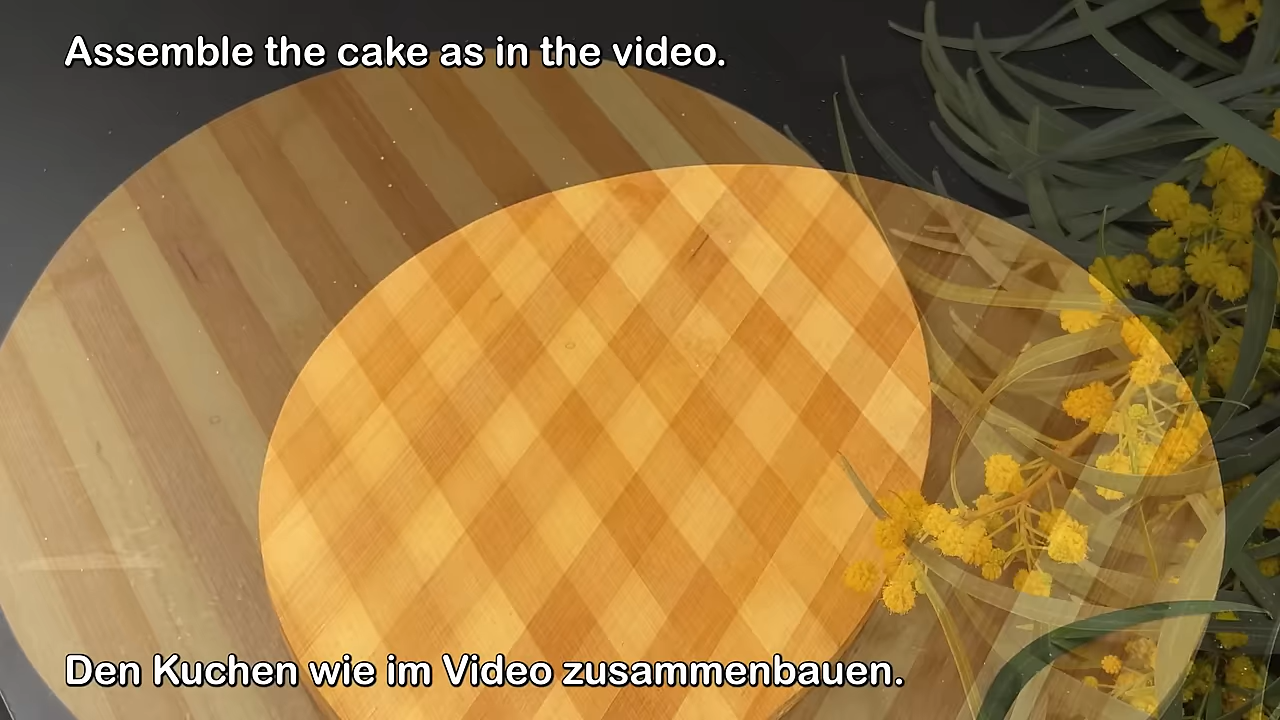 Assemble the cake as in the video.
Den Kuchen wie im Video zusammenbauen.